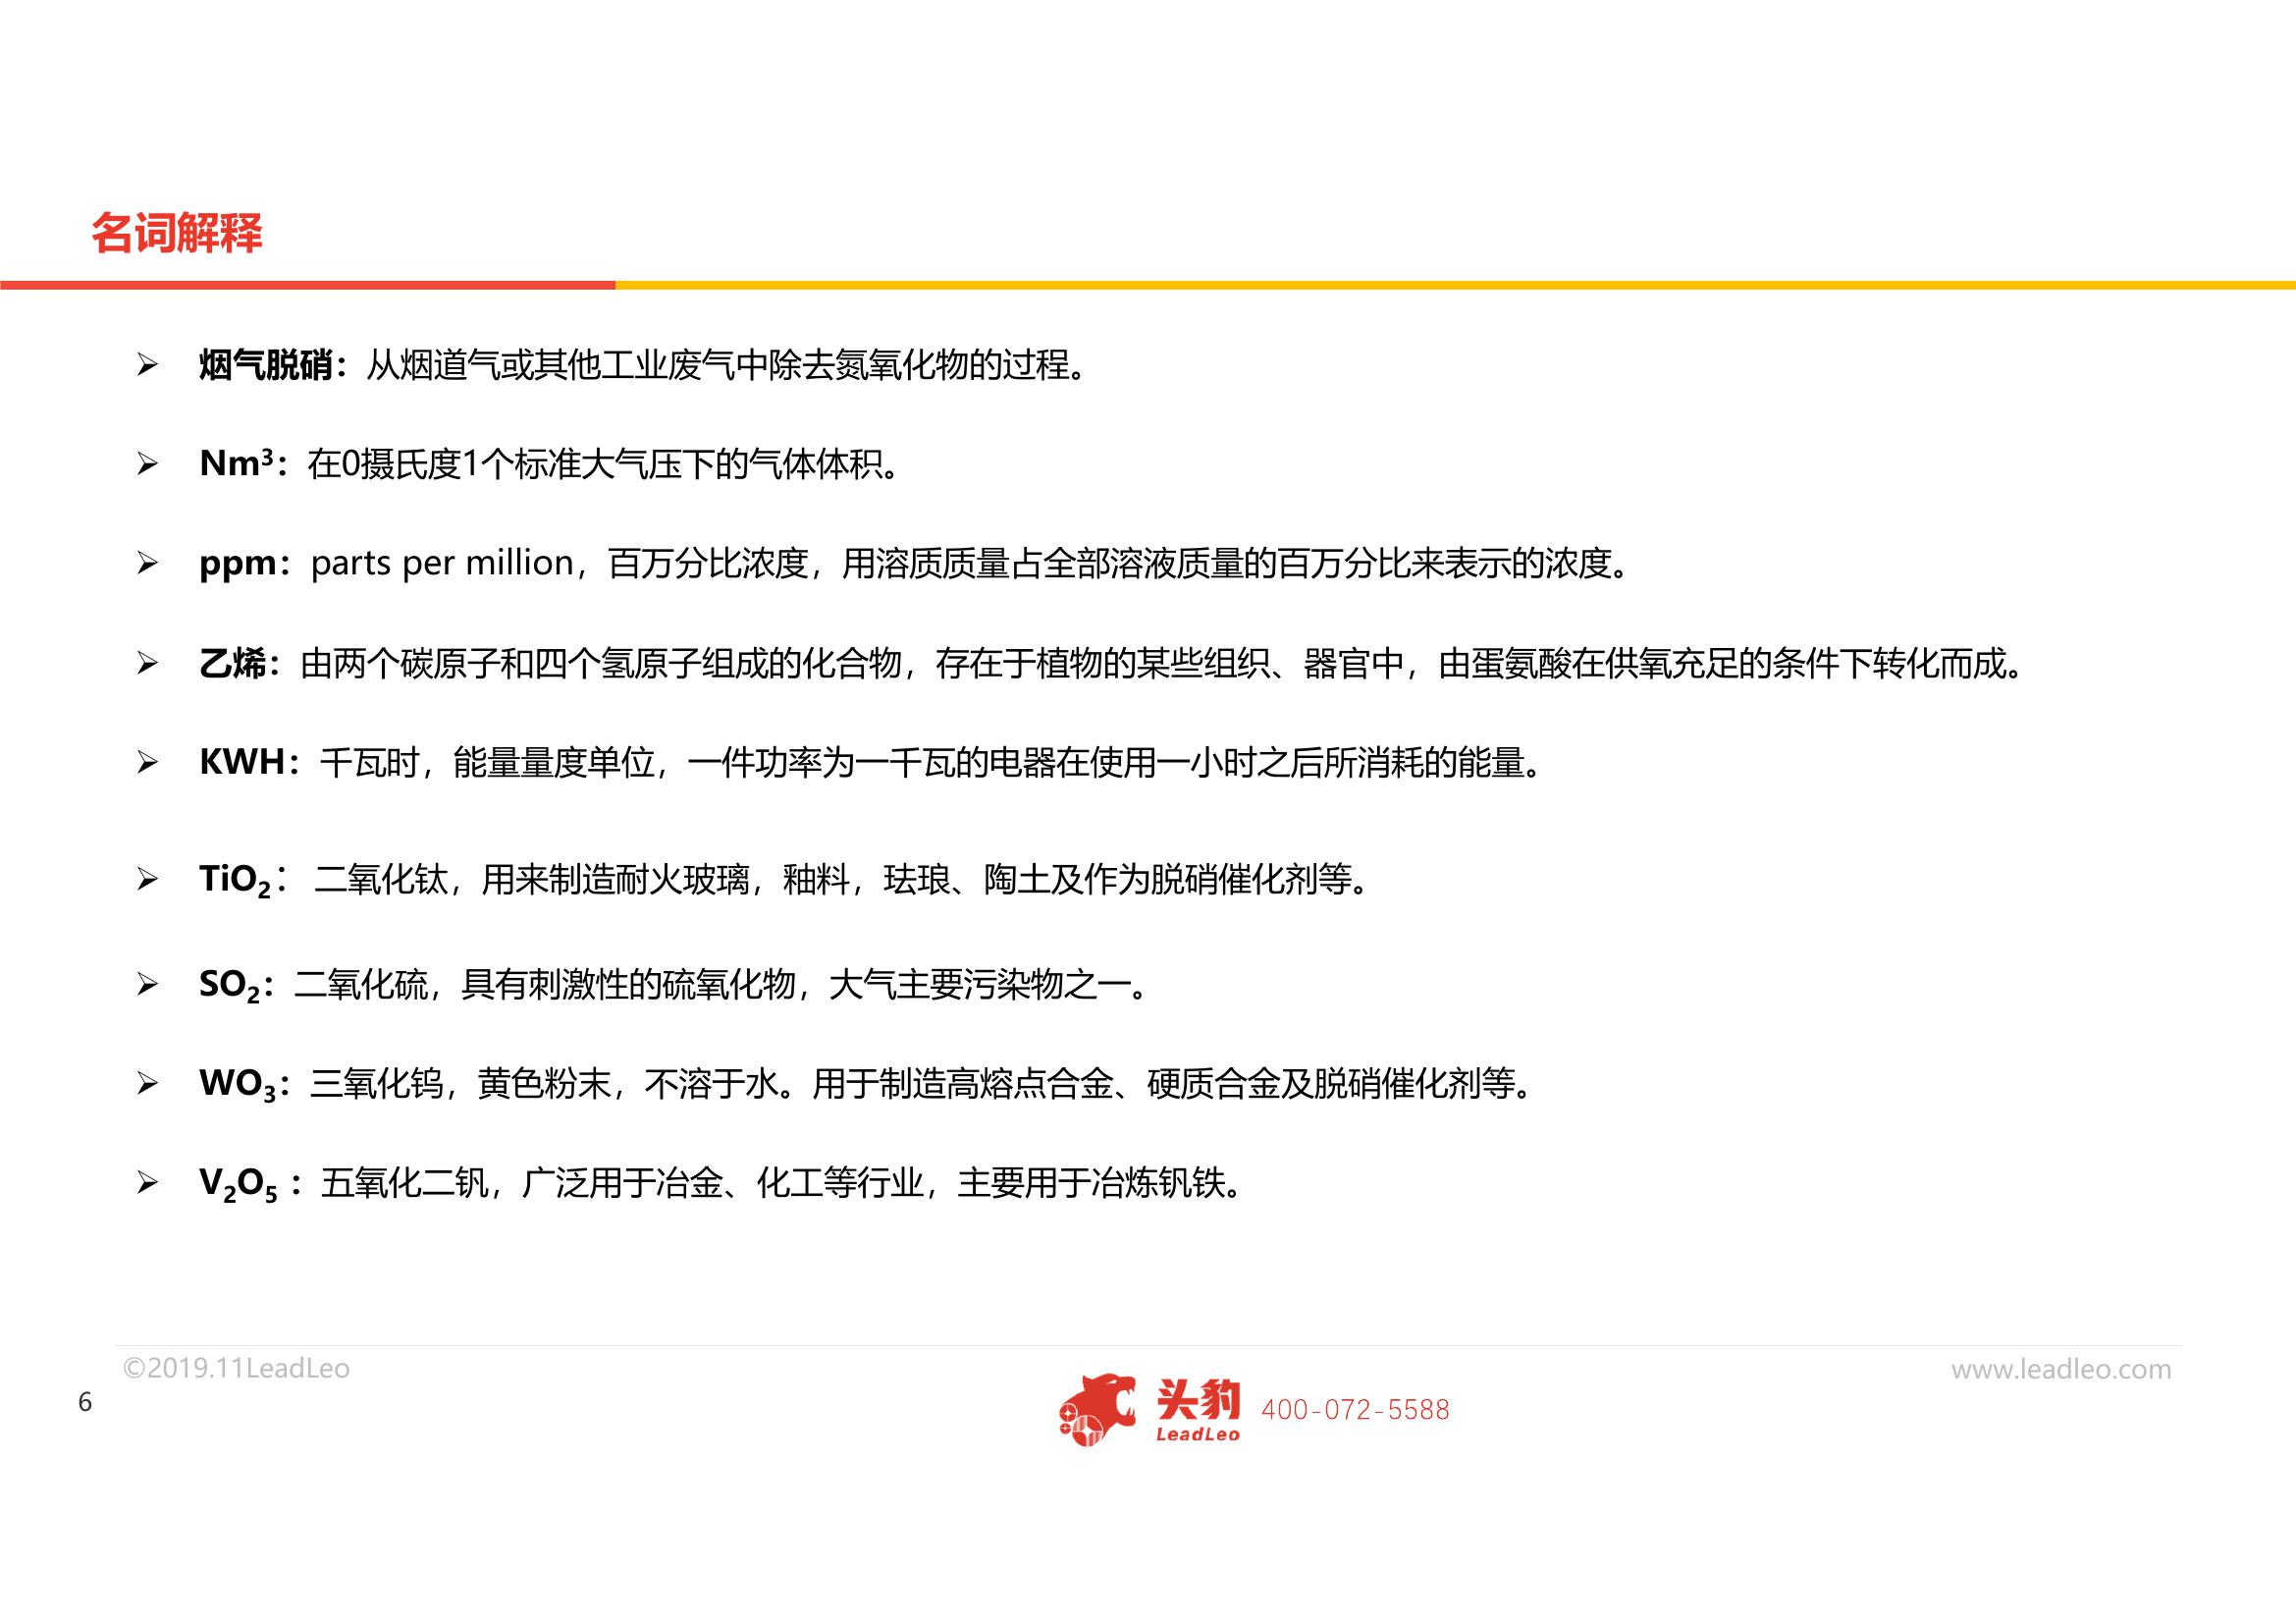 名词解释
➢ 烟气脱硝：从烟道气或其他工业废气中除去氮氧化物的过程。
➢ Nm³：在0摄氏度1个标准大气压下的气体体积。
➢ ppm：parts per million，百万分比浓度，用溶质质量占全部溶液质量的百万分比来表示的浓度。
➢ 乙烯：由两个碳原子和四个氢原子组成的化合物，存在于植物的某些组织、器官中，由蛋氨酸在供氧充足的条件下转化而成。
➢ KWH：千瓦时，能量量度单位，一件功率为一千瓦的电器在使用一小时之后所消耗的能量。
➢ TiO₂： 二氧化钛，用来制造耐火玻璃，釉料，珐琅、陶土及作为脱硝催化剂等。
➢ SO₂：二氧化硫，具有刺激性的硫氧化物，大气主要污染物之一。
➢ WO₃：三氧化钨，黄色粉末，不溶于水。用于制造高熔点合金、硬质合金及脱硝催化剂等。
➢ V₂O₅ ：五氧化二钒，广泛用于冶金、化工等行业，主要用于冶炼钒铁。
©2019.11LeadLeo
www.leadleo.com
6
头豹
LeadLeo
400-072-5588